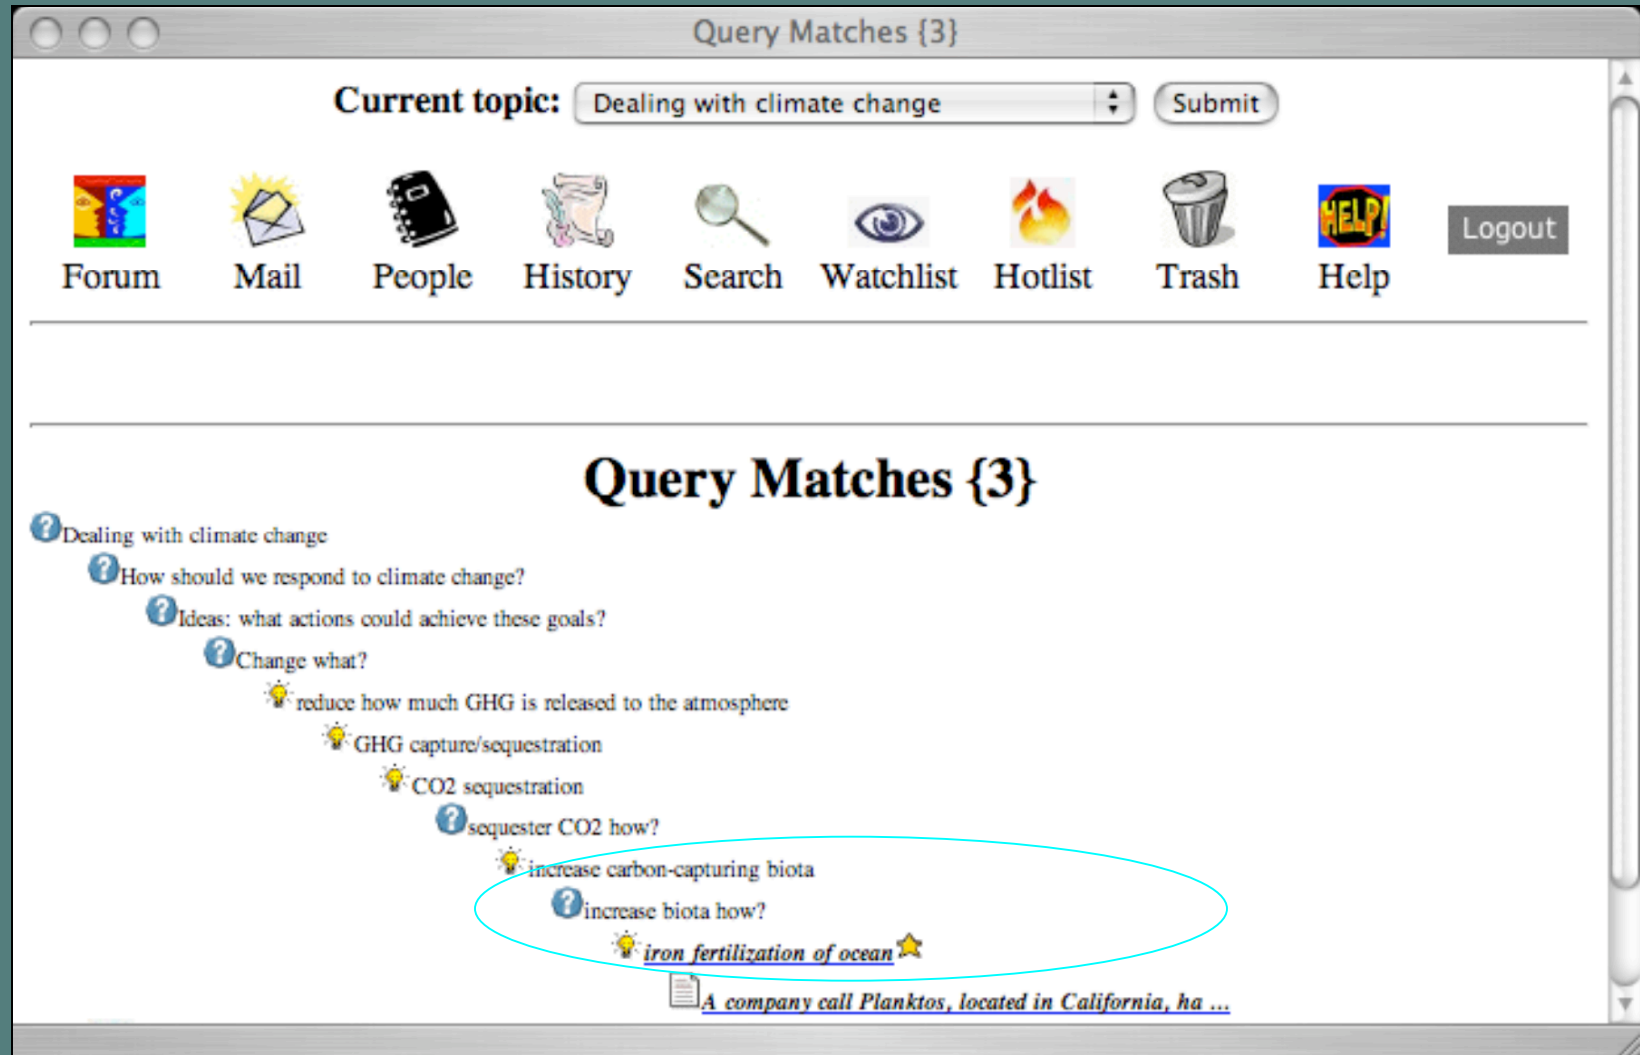 Query Matches {3}
Current topic: Dealing with climate change Submit
HELP!
Forum Mail People History Search Watchlist Hotlist Trash Help Logout
Query Matches {3}
Dealing with climate change
How should we respond to climate change?
Ideas: what actions could achieve these goals?
Change what?
reduce how much GHG is released to the atmosphere
GHG capture/sequestration
CO2 sequestration
sequester CO2 how?
increase carbon-capturing biota
increase biota how?
iron fertilization of ocean
A company call Planktos, located in California, ha ...